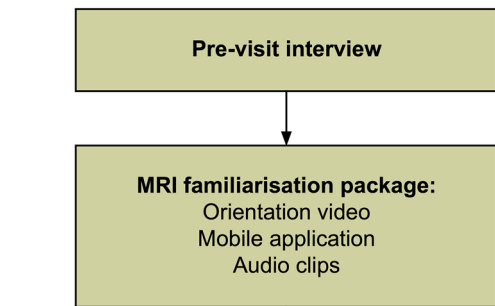 Pre-visit interview
MRI familiarisation package:
Orientation video
Mobile application
Audio clips